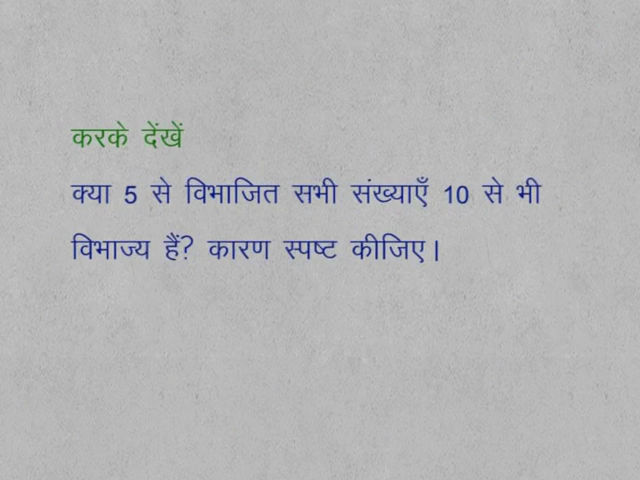 करके देंखें
क्या 5 से विभाजित सभी संख्याएँ 10 से भी
विभाज्य हैं? कारण स्पष्ट कीजिए।